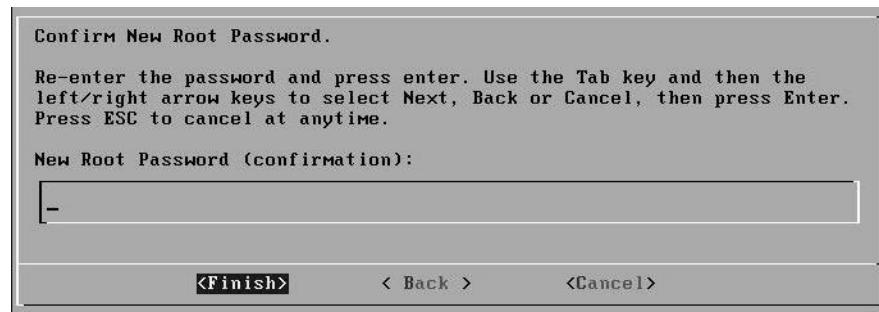 Confirm New Root Password.
Re-enter the password and press enter. Use the Tab key and then the
left/right arrow keys to select Next, Back or Cancel, then press Enter.
Press ESC to cancel at anytime.
New Root Password (confirmation):
_
<Finish> < Back > <Cancel>